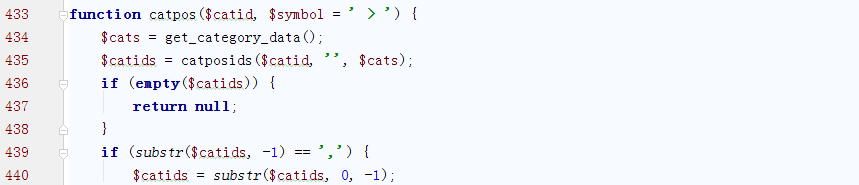 433 function catpos($catid, $symbol = ' > ') {
434 $cats = get_category_data();
435 $catids = catposids($catid, '', $cats);
436 if (empty($catids)) {
437 return null;
438 }
439 if (substr($catids, -1) == ',') {
440 $catids = substr($catids, 0, -1);